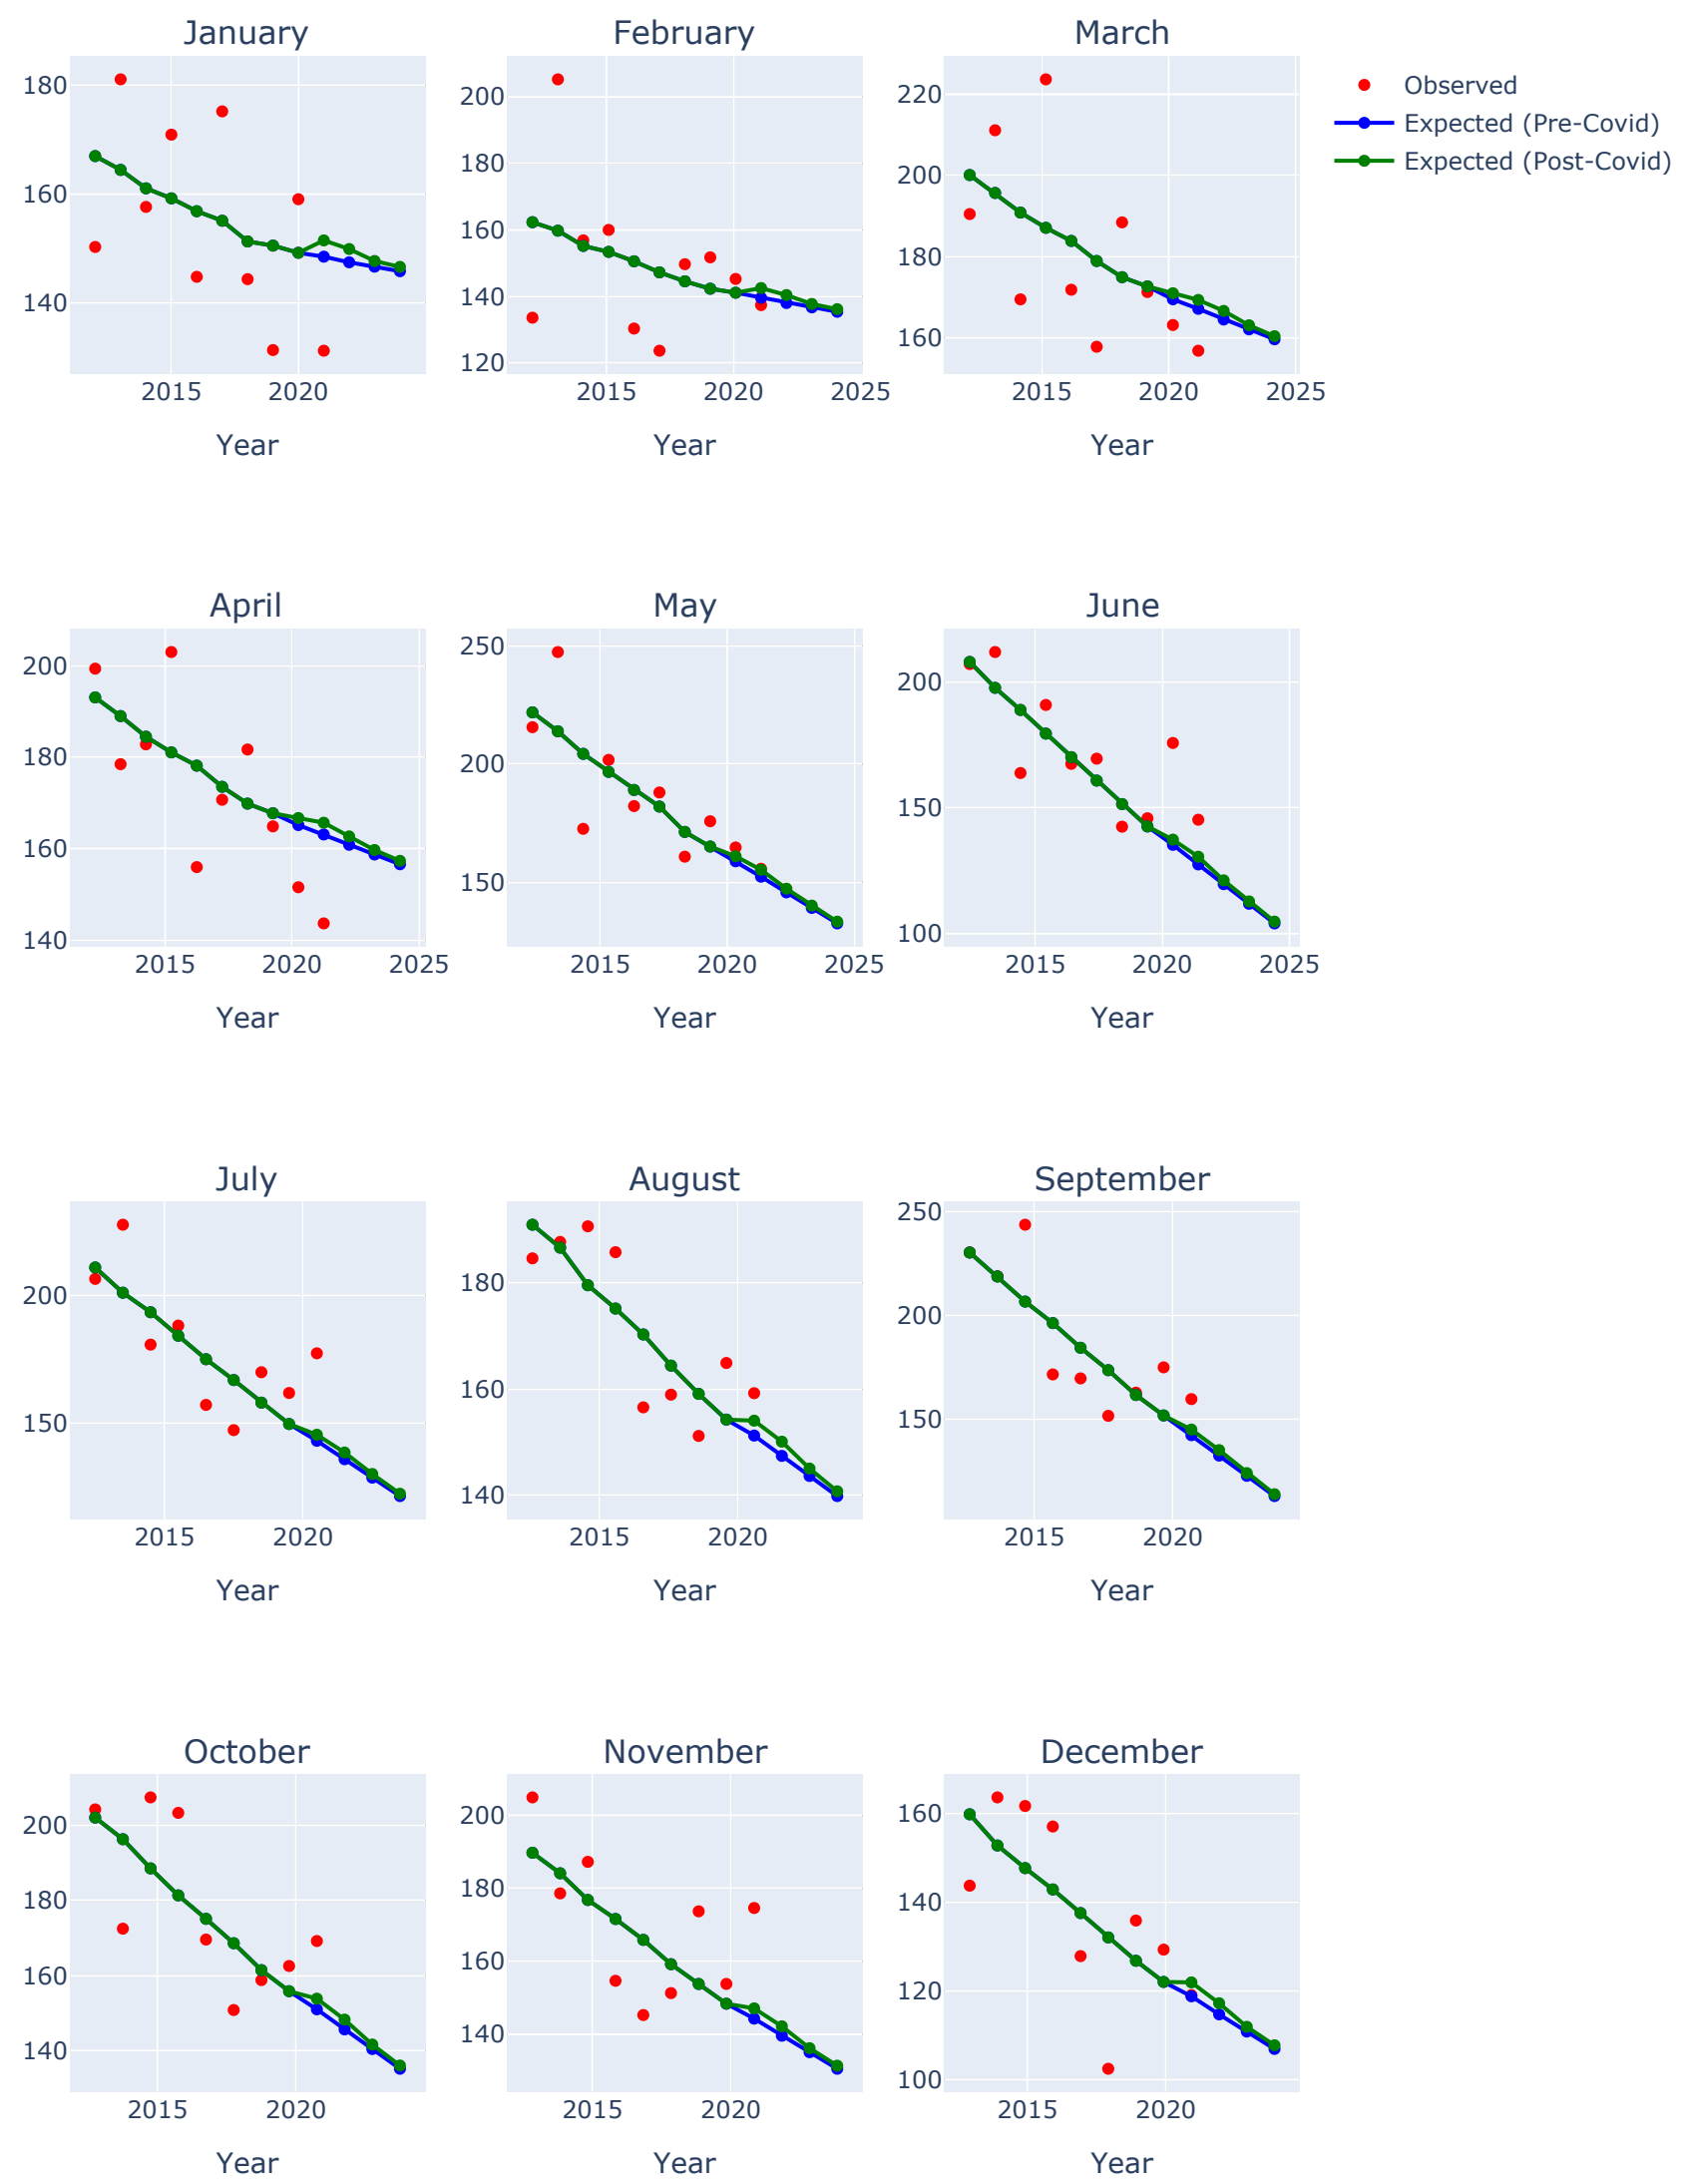 January
February
March
180
160
140
2015
2020
Year
200
180
160
140
120
2015
2020
2025
Year
220
200
180
160
2015
2020
2025
Year
Observed
Expected (Pre-Covid)
Expected (Post-Covid)
April
May
June
200
180
160
140
2015
2020
2025
Year
250
200
150
2015
2020
2025
Year
200
150
100
2015
2020
2025
Year
July
August
September
200
150
2015
2020
Year
180
160
140
2015
2020
Year
250
200
150
2015
2020
Year
October
November
December
200
180
160
140
2015
2020
Year
200
180
160
140
2015
2020
Year
160
140
120
100
2015
2020
Year